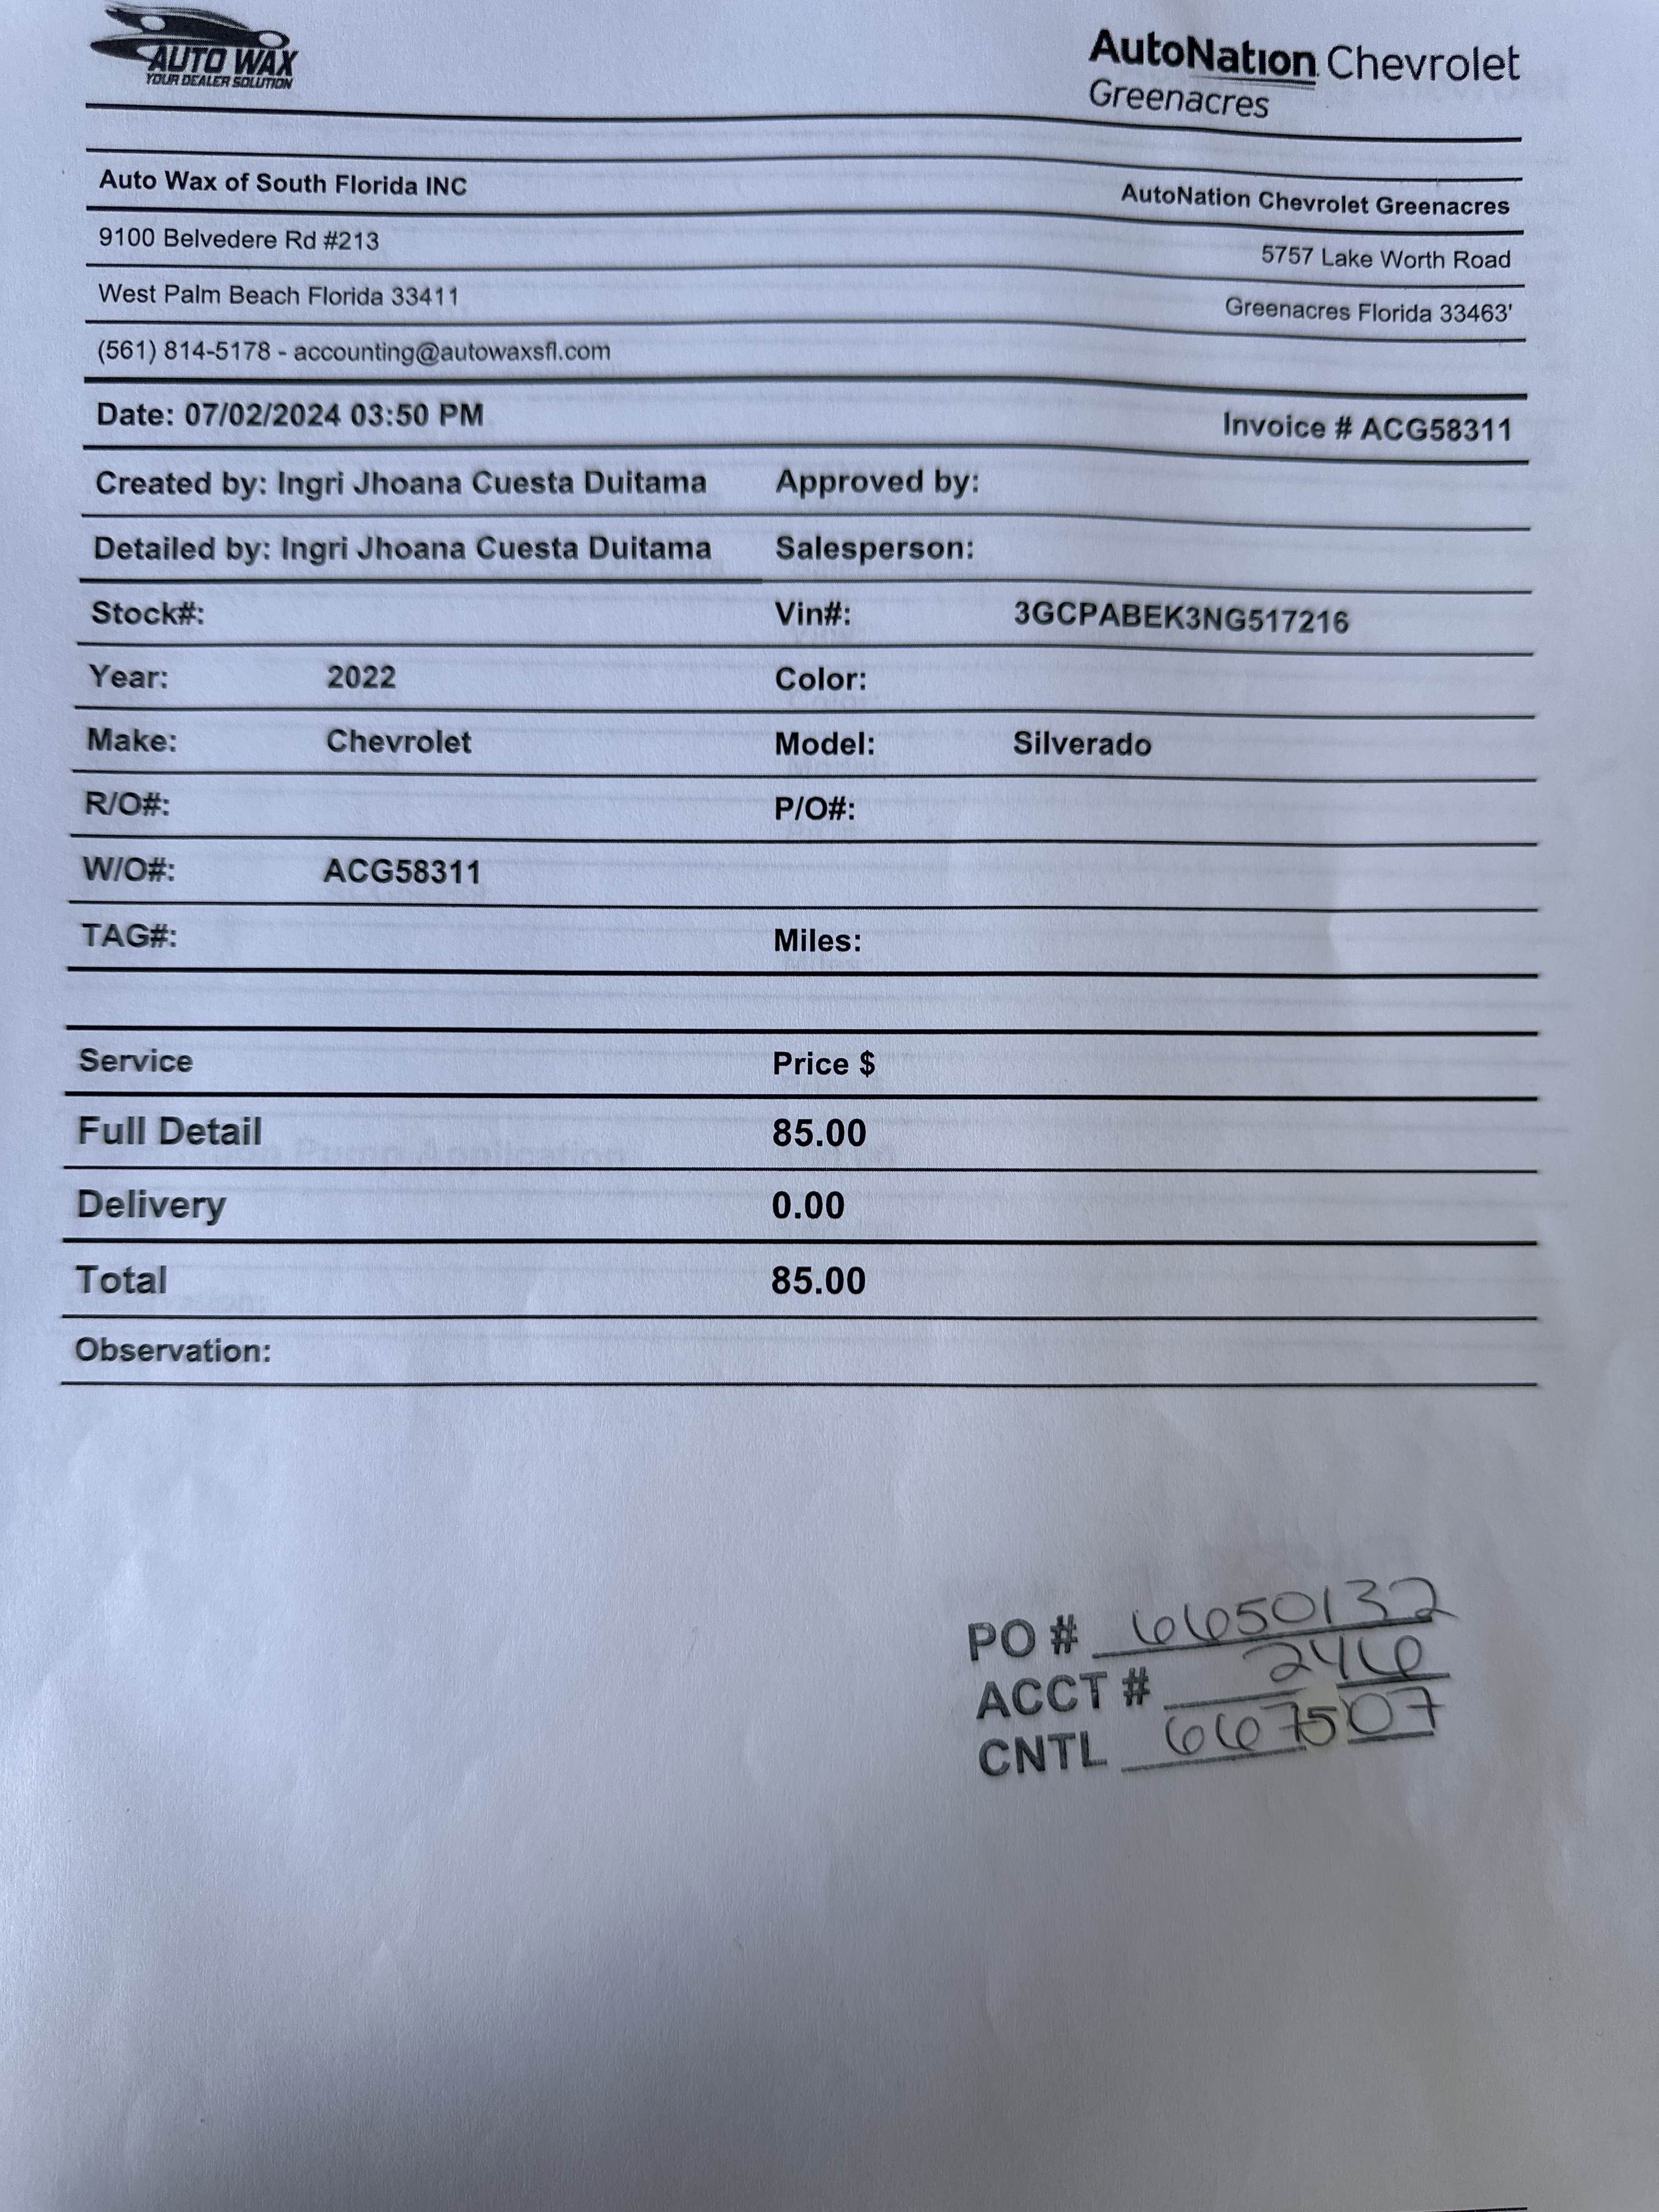 AUTO WAX
YOUR DEALER SOLUTION
AutoNation Chevrolet
Greenacres
Auto Wax of South Florida INC
AutoNation Chevrolet Greenacres
9100 Belvedere Rd #213
5757 Lake Worth Road
West Palm Beach Florida 33411
Greenacres Florida 33463'
(561) 814-5178 - accounting@autowaxsfl.com
Date: 07/02/2024 03:50 PM
Invoice # ACG58311
Created by: Ingri Jhoana Cuesta Duitama Approved by:
Detailed by: Ingri Jhoana Cuesta Duitama Salesperson:
Stock#: Vin#: 3GCPABEK3NG517216
Year: 2022 Color:
Make: Chevrolet Model: Silverado
R/O#: P/O#:
W/O#: ACG58311
TAG#: Miles:
Service Price $
Full Detail 85.00
Delivery 0.00
Total 85.00
Observation:
PO # 6650132
ACCT # 246
CNTL 667507